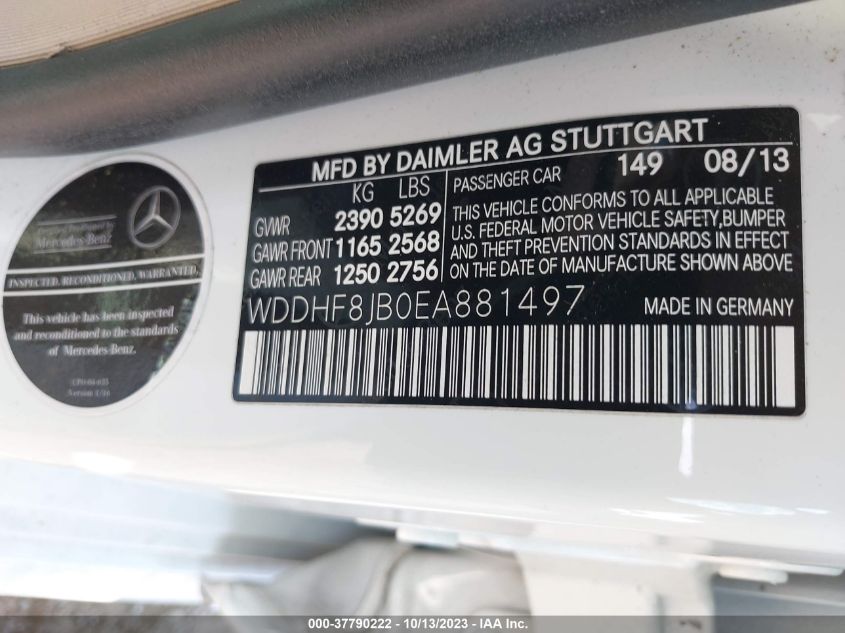 MFD BY DAIMLER AG STUTTGART
KG LBS
GVWR 2390 5269
GAWR FRONT 1165 2568
GAWR REAR 1250 2756
PASSENGER CAR 149 08/13
THIS VEHICLE CONFORMS TO ALL APPLICABLE
U.S. FEDERAL MOTOR VEHICLE SAFETY, BUMPER
AND THEFT PREVENTION STANDARDS IN EFFECT
ON THE DATE OF MANUFACTURE SHOWN ABOVE
WDDHF8JB0EA881497
MADE IN GERMANY
Mercedes-Benz
INSPECTED. RECONDITIONED. WARRANTED.
This vehicle has been inspected
and reconditioned to the standards
of Mercedes-Benz.
000-37790222 - 10/13/2023 - IAA Inc.